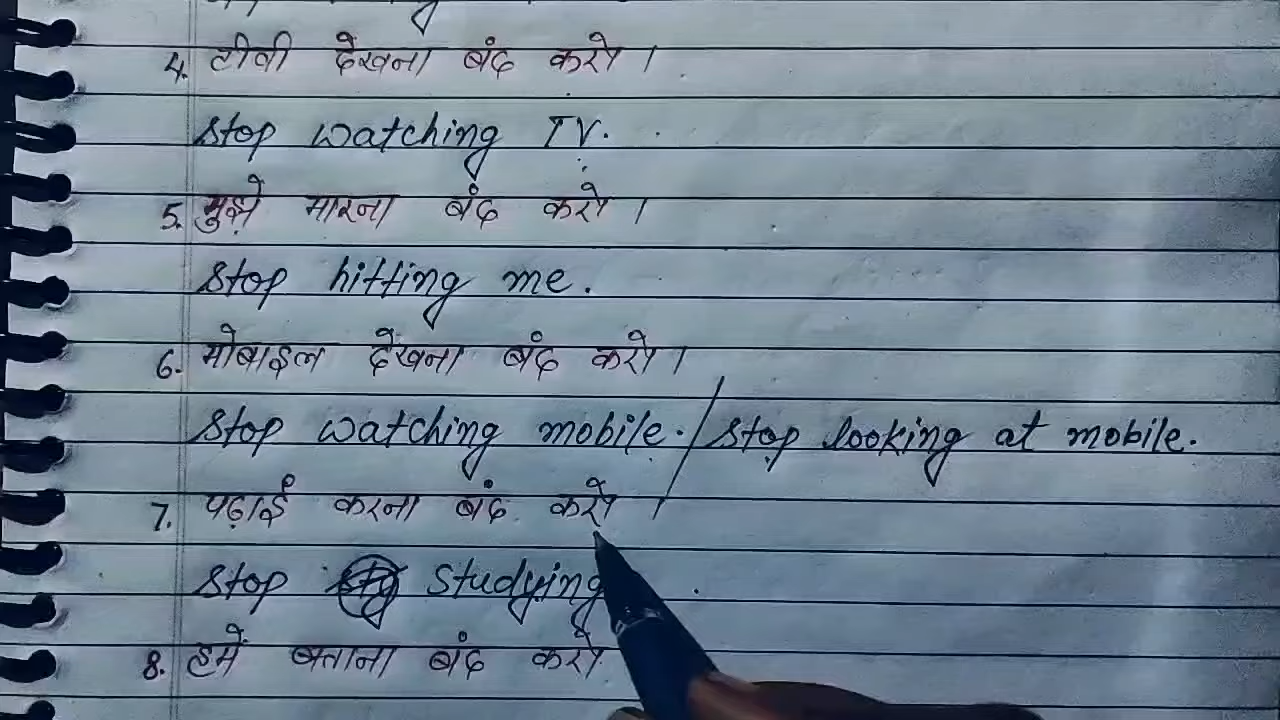 4. टीवी देखना बंद करो।
Stop watching TV.
5. मुझे मारना बंद करो।
Stop hitting me.
6. मोबाइल देखना बंद करो।
Stop watching mobile. / Stop looking at mobile.
7. पढ़ाई करना बंद करो।
Stop studying
8. हमें बताना बंद करो